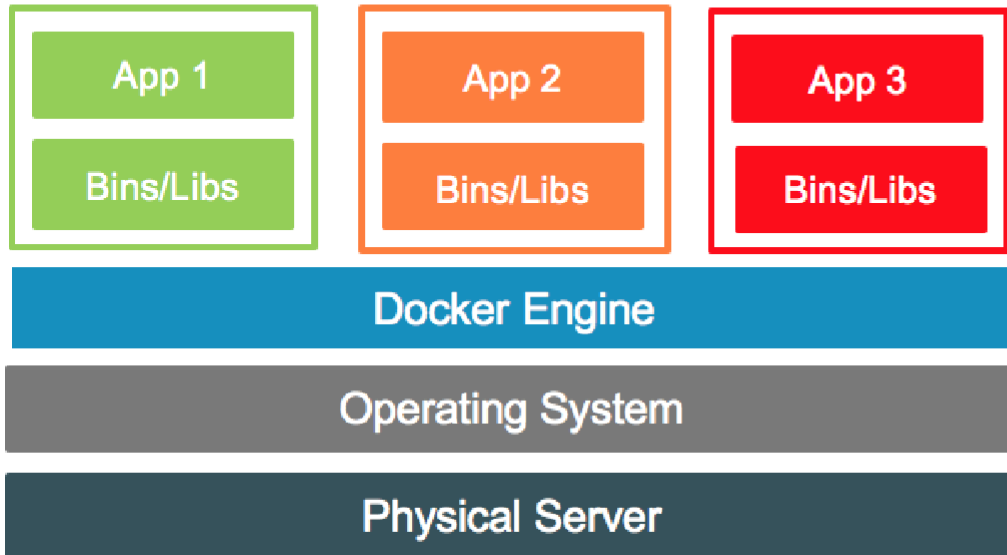 App 1
App 2
App 3
Bins/Libs
Bins/Libs
Bins/Libs
Docker Engine
Operating System
Physical Server